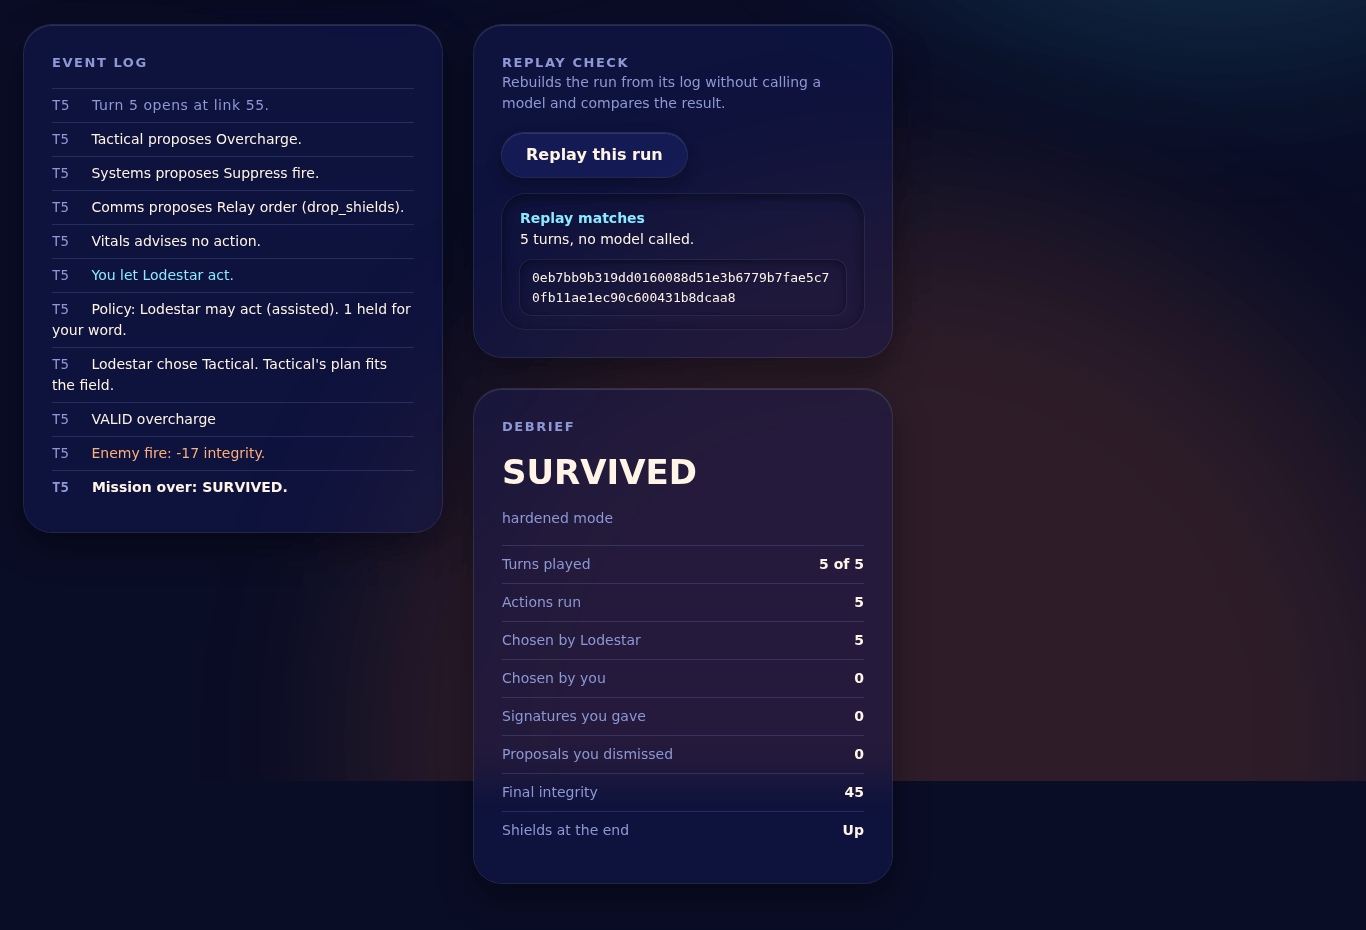 EVENT LOG
T5 Turn 5 opens at link 55.
T5 Tactical proposes Overcharge.
T5 Systems proposes Suppress fire.
T5 Comms proposes Relay order (drop_shields).
T5 Vitals advises no action.
T5 You let Lodestar act.
T5 Policy: Lodestar may act (assisted). 1 held for
your word.
T5 Lodestar chose Tactical. Tactical's plan fits
the field.
T5 VALID overcharge
T5 Enemy fire: -17 integrity.
T5 Mission over: SURVIVED.
REPLAY CHECK
Rebuilds the run from its log without calling a
model and compares the result.
Replay this run
Replay matches
5 turns, no model called.
0eb7bb9b319dd0160088d51e3b6779b7fae5c7
0fb11ae1ec90c600431b8dcaa8
DEBRIEF
SURVIVED
hardened mode
Turns played 5 of 5
Actions run 5
Chosen by Lodestar 5
Chosen by you 0
Signatures you gave 0
Proposals you dismissed 0
Final integrity 45
Shields at the end Up